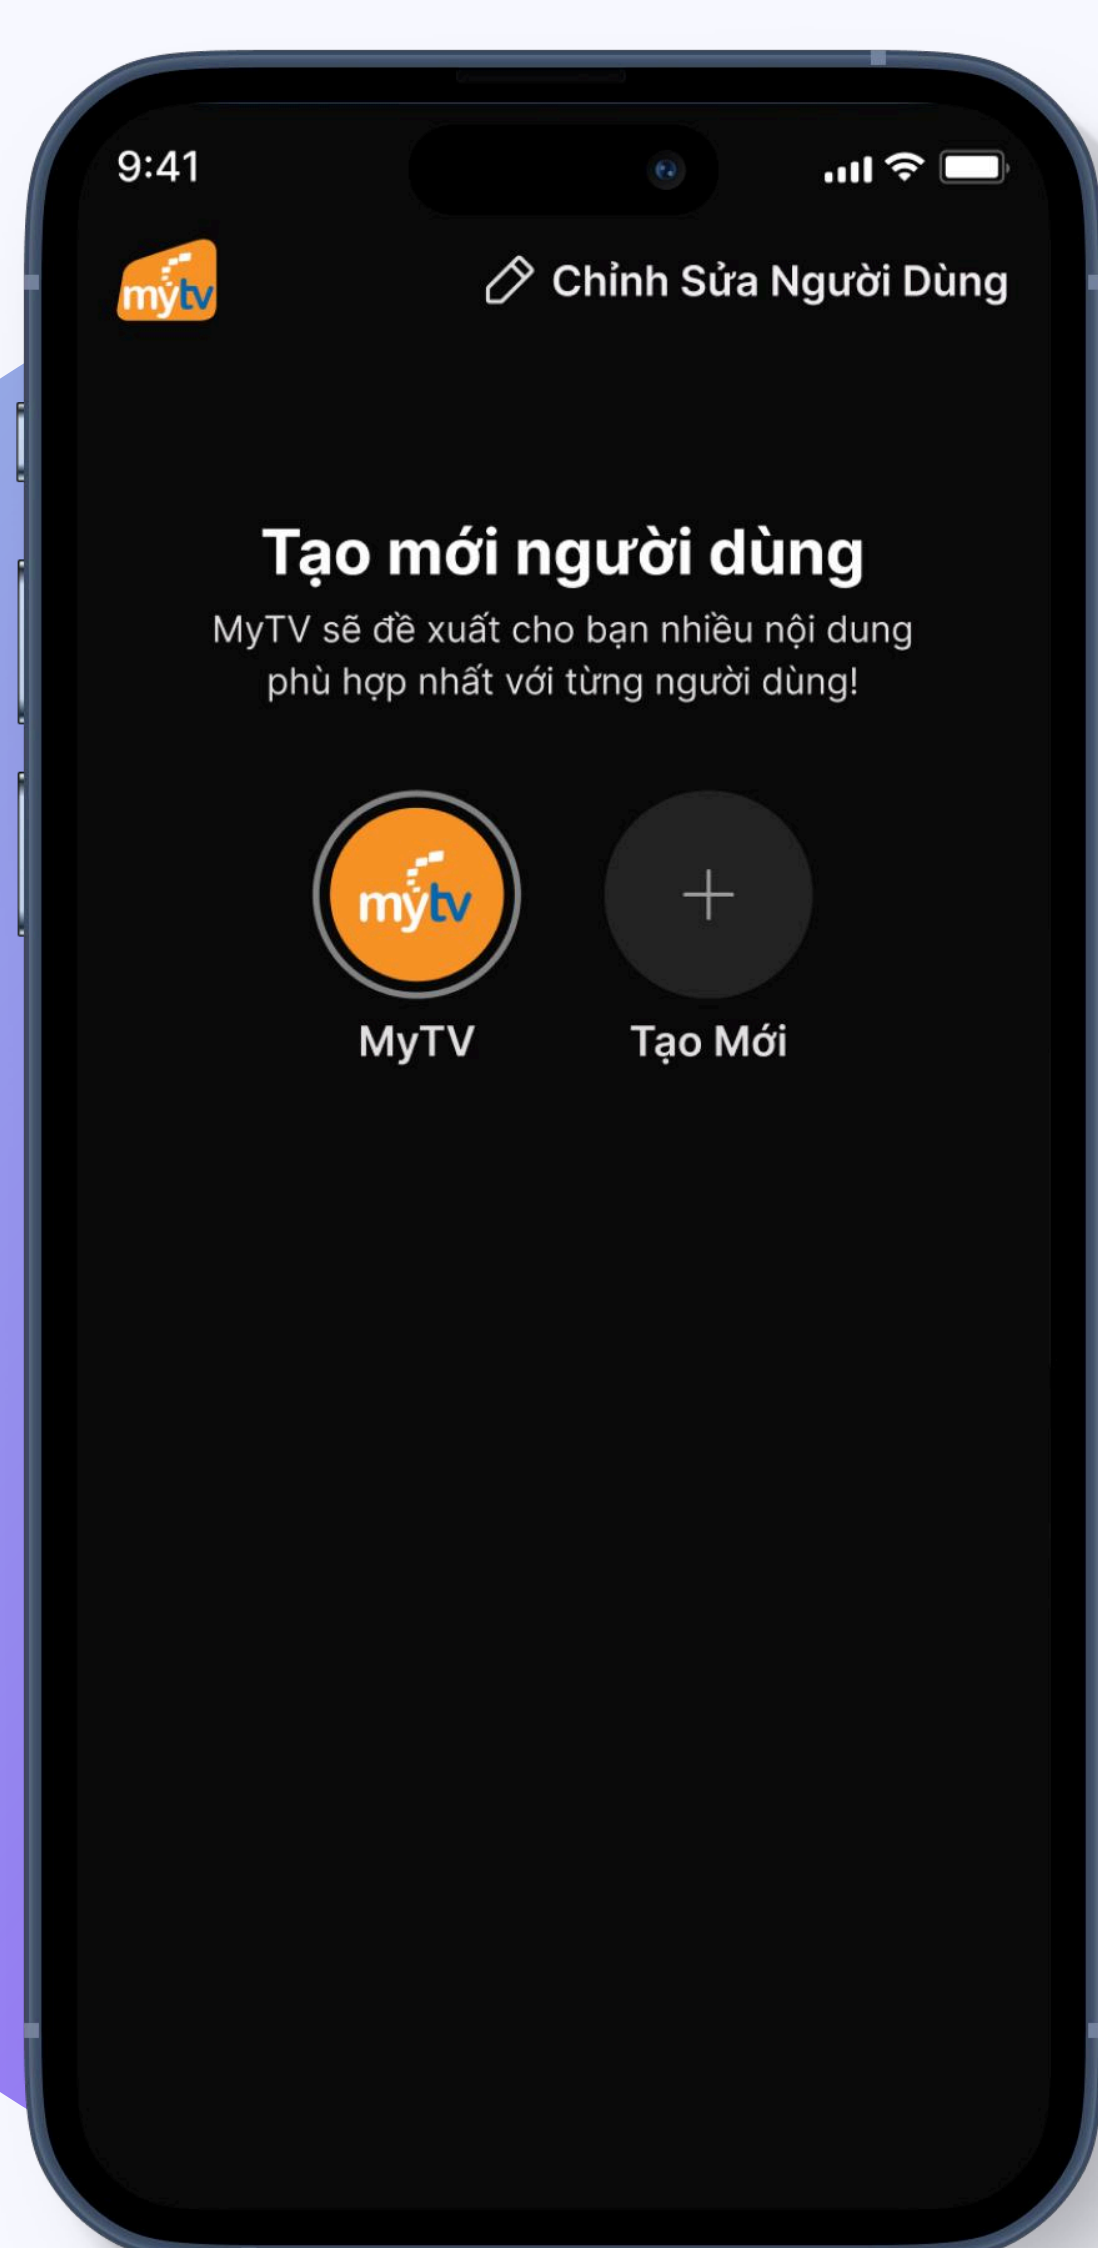 9:41
mytv
Chỉnh Sửa Người Dùng
Tạo mới người dùng
MyTV sẽ đề xuất cho bạn nhiều nội dung
phù hợp nhất với từng người dùng!
mytv
MyTV
Tạo Mới